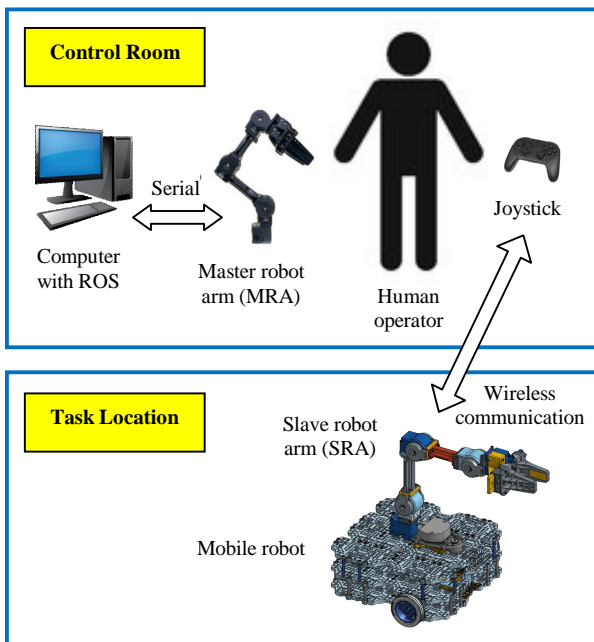 Control Room
Serial
Computer
with ROS
Master robot
arm (MRA)
Human
operator
Joystick
Task Location
Wireless
communication
Slave robot
arm (SRA)
Mobile robot